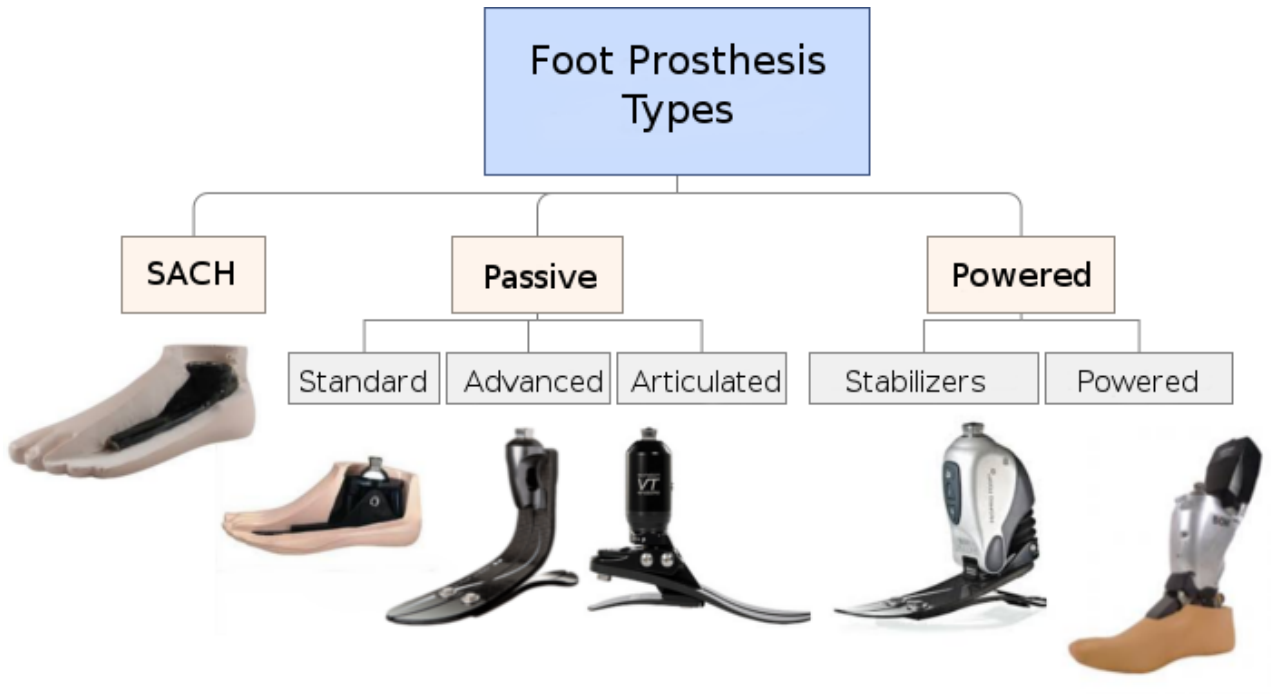 Foot Prosthesis
Types
SACH
Passive
Powered
Standard
Advanced
Articulated
Stabilizers
Powered
VT